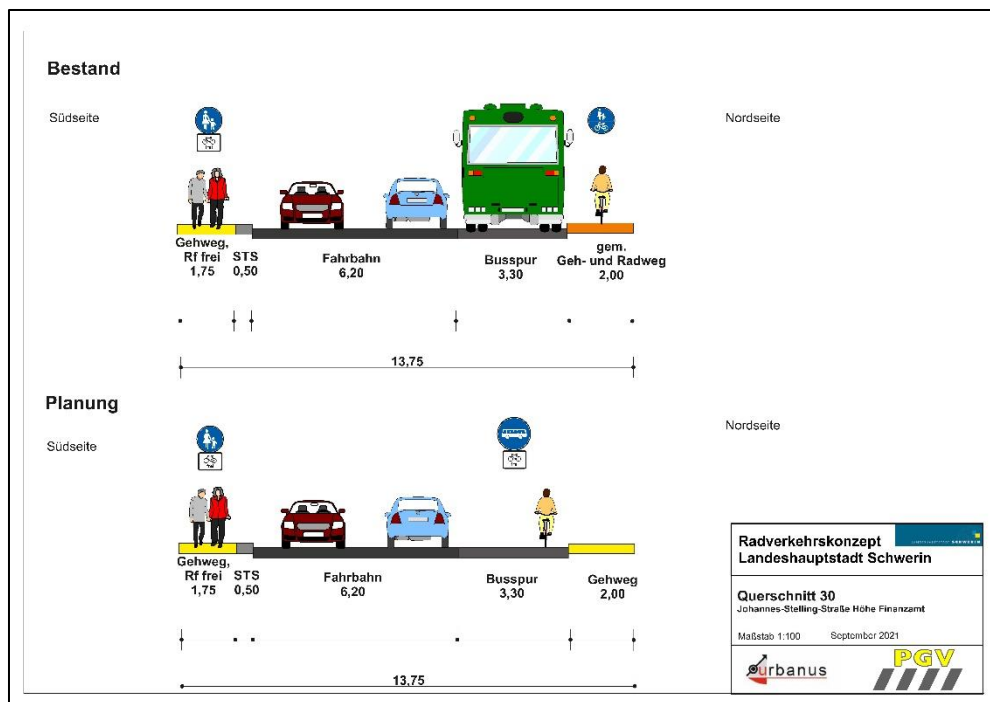 Bestand
Südseite
Nordseite
Gehweg,
Rf frei
1,75
STS
0,50
Fahrbahn
6,20
Busspur
3,30
gem.
Geh- und Radweg
2,00
13,75
Planung
Südseite
Nordseite
Gehweg,
Rf frei
1,75
STS
0,50
Fahrbahn
6,20
Busspur
3,30
Gehweg
2,00
13,75
Radverkehrskonzept
Landeshauptstadt Schwerin
Querschnitt 30
Johannes-Stelling-Straße Höhe Finanzamt
Maßstab 1:100 September 2021
urbanus
PGV